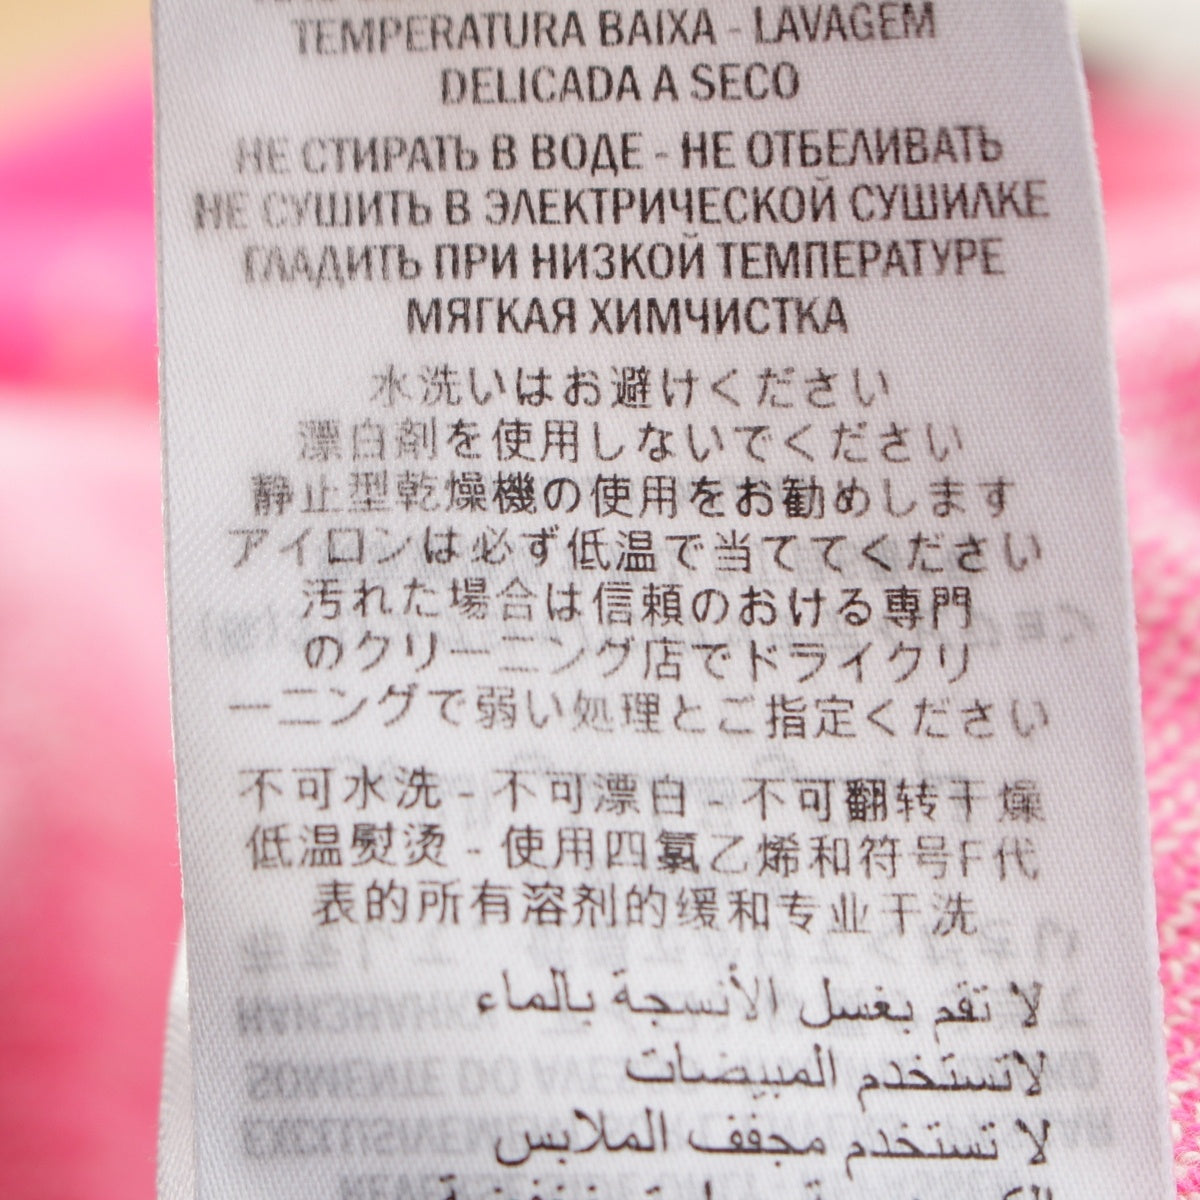 TEMPERATURA BAIXA - LAVAGEM
DELICADA A SECO
НЕ СТИРАТЬ В ВОДЕ - НЕ ОТБЕЛИВАТЬ
НЕ СУШИТЬ В ЭЛЕКТРИЧЕСКОЙ СУШИЛКЕ
ГЛАДИТЬ ПРИ НИЗКОЙ ТЕМПЕРАТУРЕ
МЯГКАЯ ХИМЧИСТКА
水洗いはお避けください
漂白剤を使用しないでください
静止型乾燥機の使用をお勧めします
アイロンは必ず低温で当ててください
汚れた場合は信頼のおける専門
のクリーニング店でドライクリ
ーニングで弱い処理とご指定ください
不可水洗 - 不可漂白 - 不可翻转干燥
低温熨烫 - 使用四氯乙烯和符号F代
表的所有溶剂的缓和专业干洗
لا تقم بغسل الأنسجة بالماء
لاتستخدم المبيضات
لا تستخدم مجفف الملابس